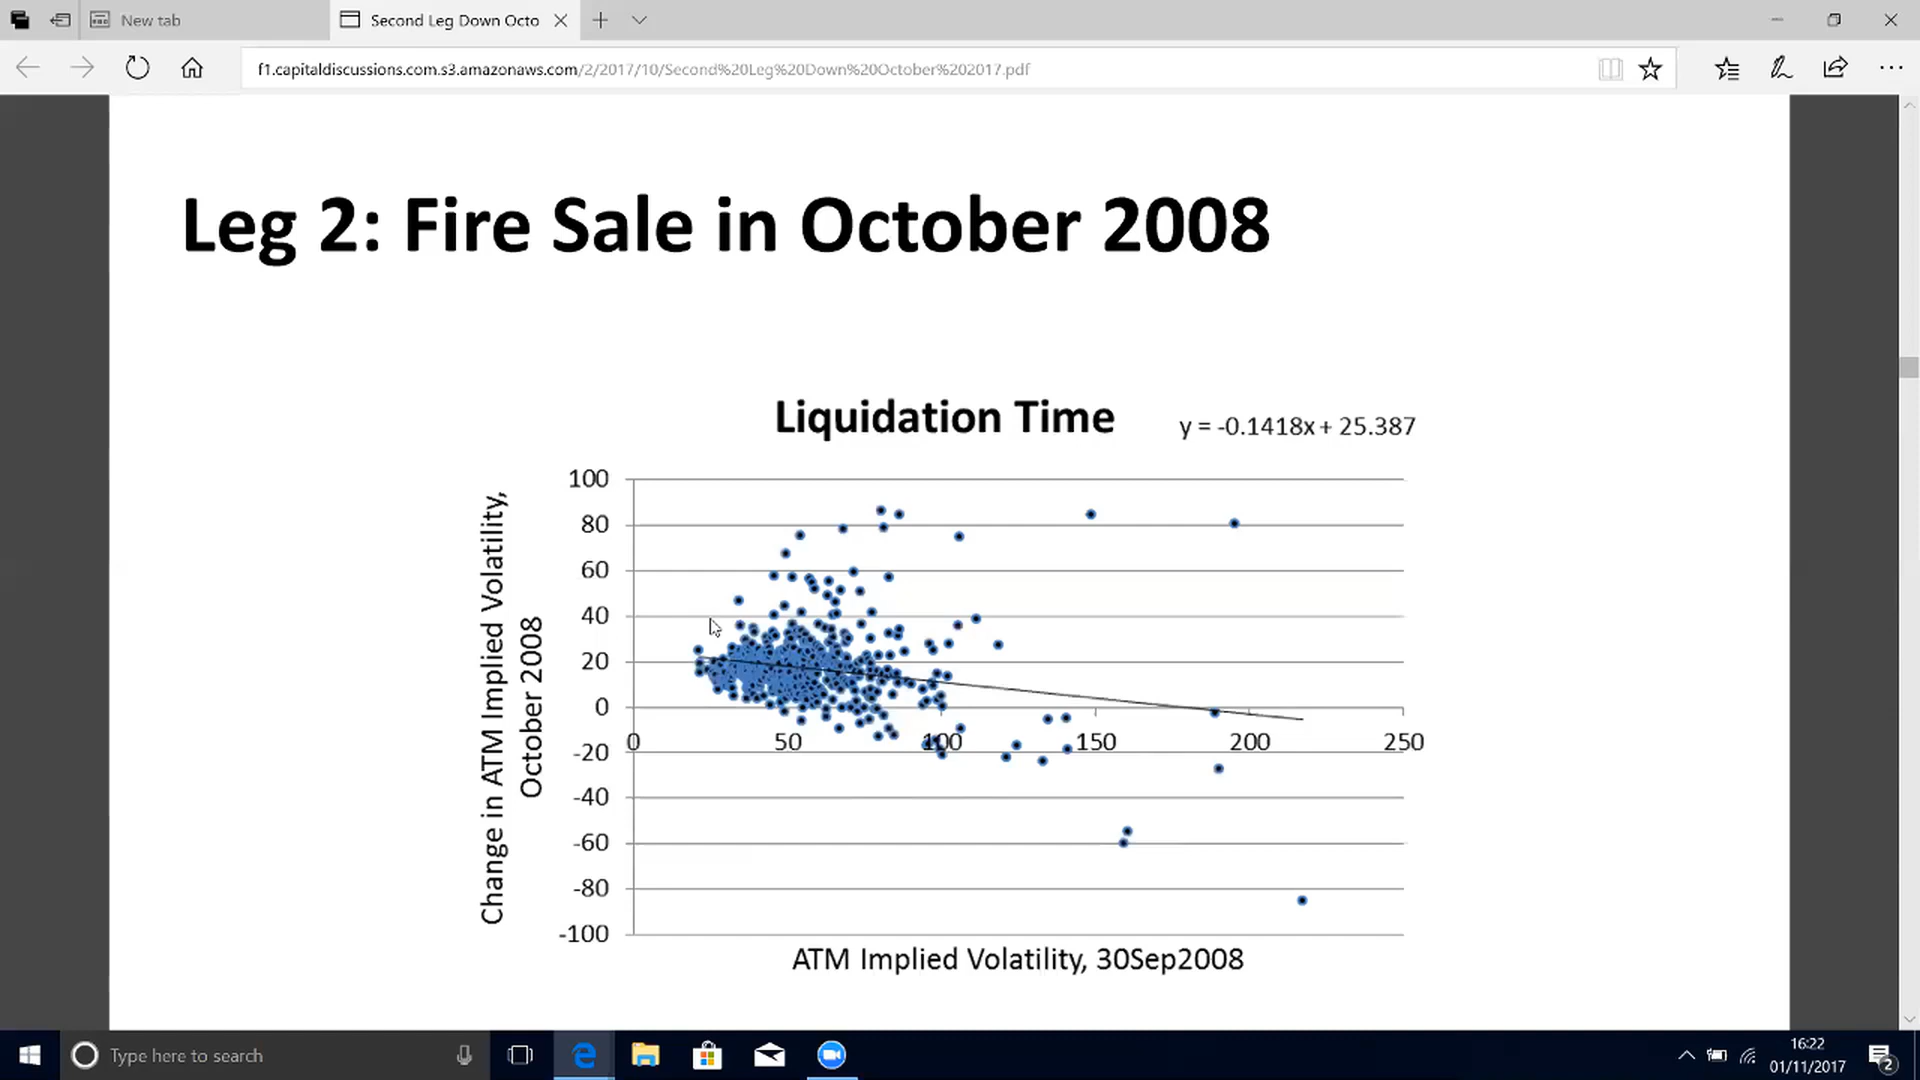 New tab
Second Leg Down Octo
f1.capitaldiscussions.com.s3.amazonaws.com/2/2017/10/Second%20Leg%20Down%20October%202017.pdf
Leg 2: Fire Sale in October 2008
Liquidation Time
y = -0.1418x + 25.387
Change in ATM Implied Volatility,
October 2008
100
80
60
40
20
0
-20
-40
-60
-80
-100
0
50
100
150
200
250
ATM Implied Volatility, 30Sep2008
Type here to search
16:22
01/11/2017
2